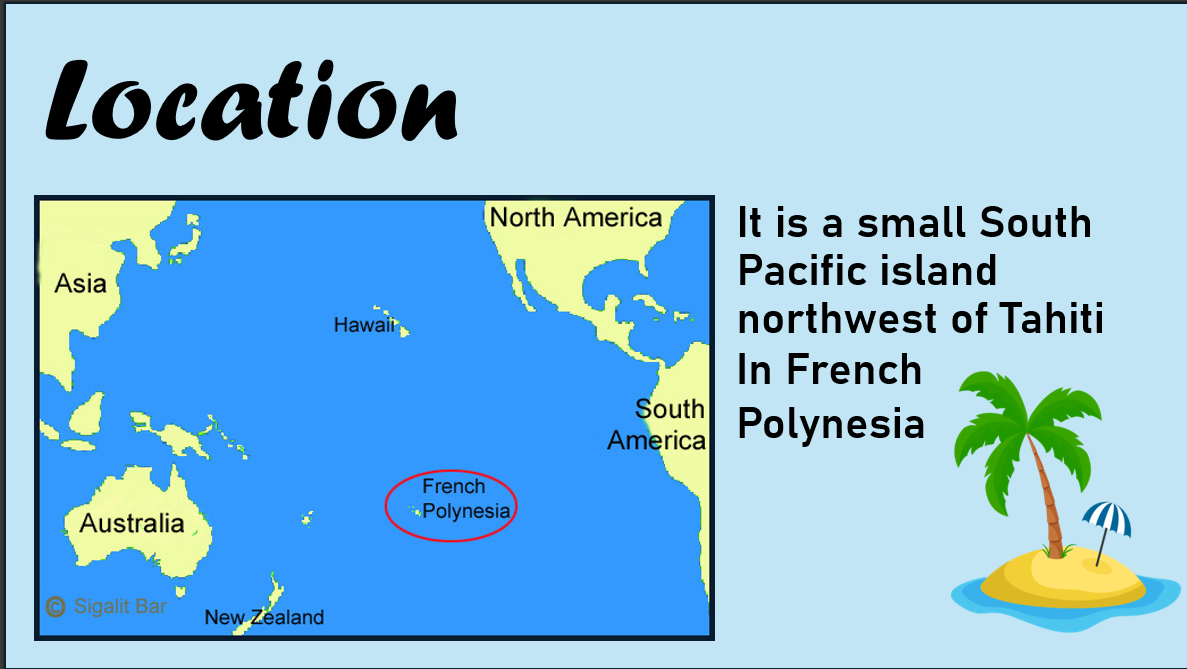 Location
North America
Asia
Hawaii
South
America
French
Polynesia
Australia
© Sigalit Bar
New Zealand
It is a small South
Pacific island
northwest of Tahiti
In French
Polynesia